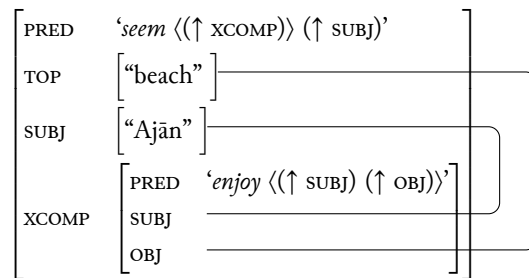 PRED ‘seem ⟨(↑ XCOMP)⟩ (↑ SUBJ)’
TOP [“beach”]
SUBJ [“Ajān”]
XCOMP
PRED ‘enjoy ⟨(↑ SUBJ) (↑ OBJ)⟩’
SUBJ
OBJ